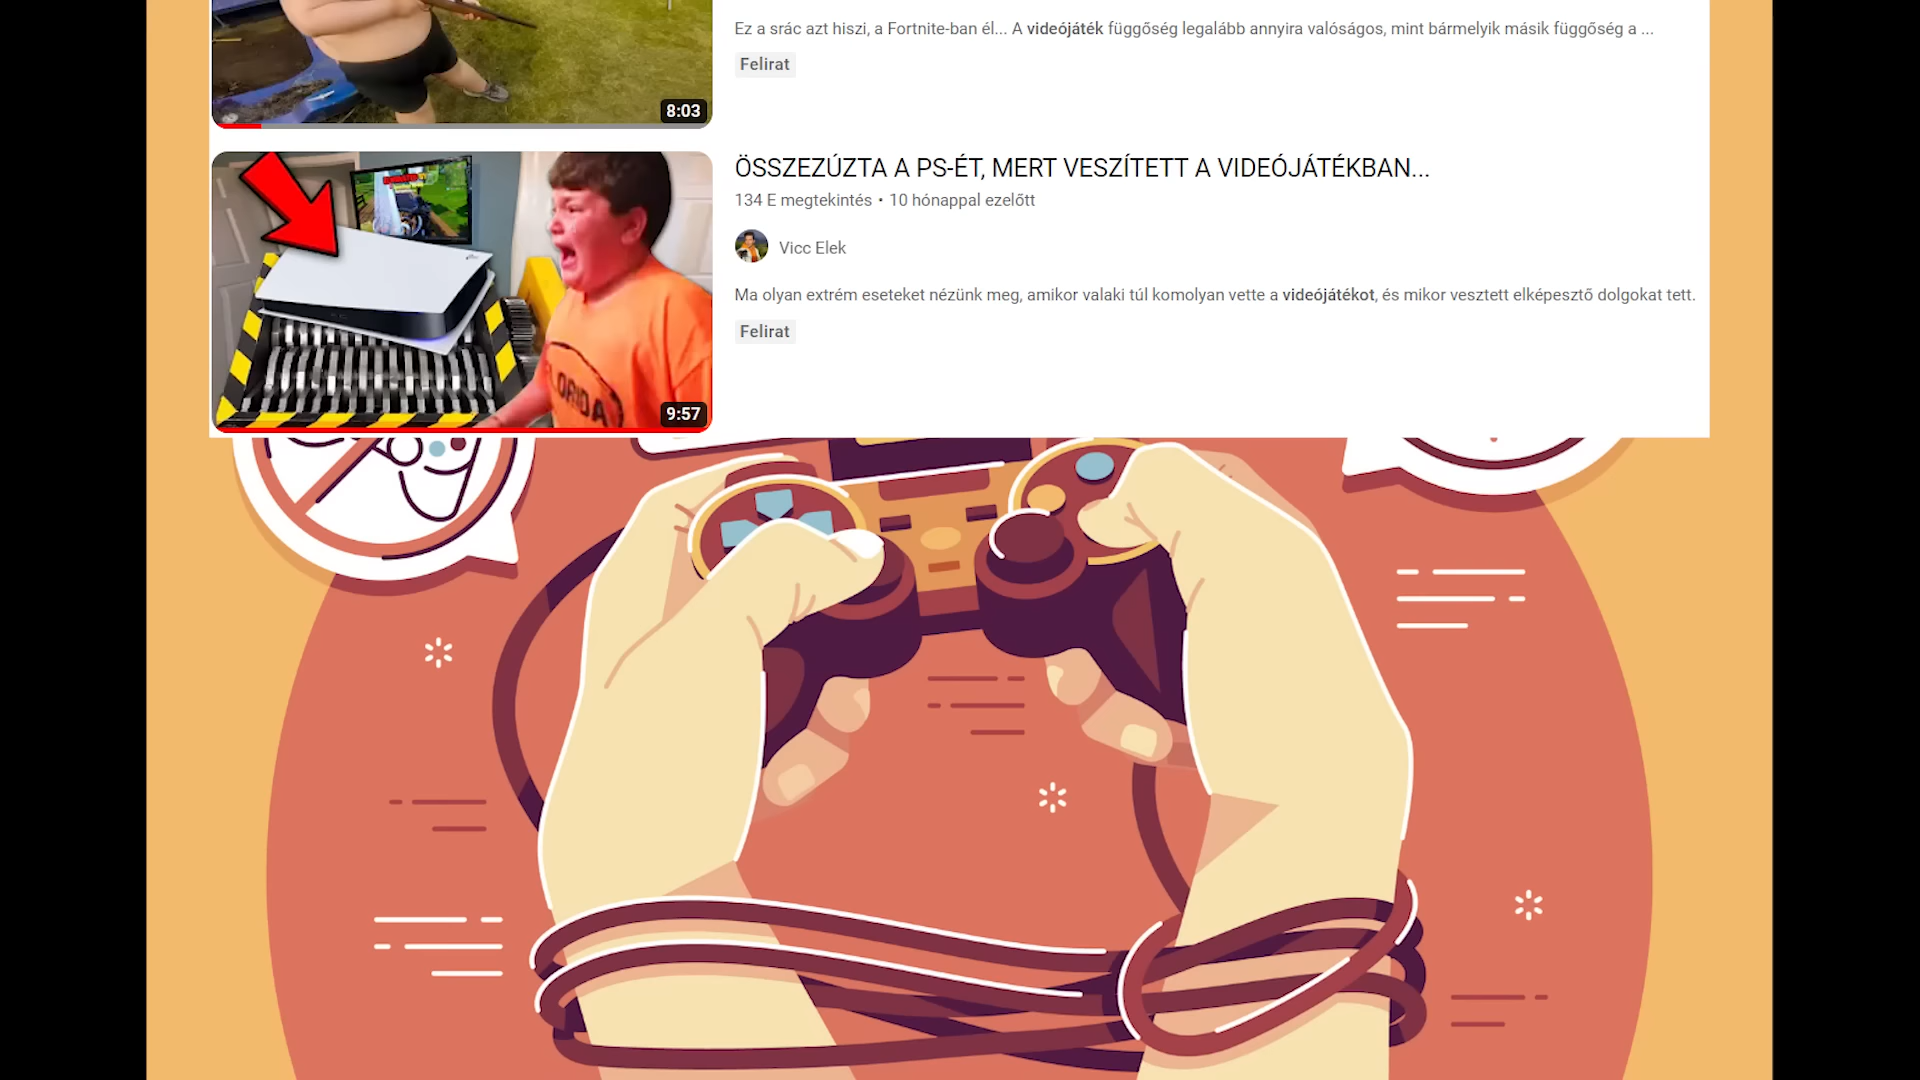 Ez a srác azt hiszi, a Fortnite-ban él... A videójáték függőség legalább annyira valóságos, mint bármelyik másik függőség a ...
Felirat
8:03
ÖSSZEZÚZTA A PS-ÉT, MERT VESZÍTETT A VIDEÓJÁTÉKBAN...
134 E megtekintés • 10 hónappal ezelőtt
Vicc Elek
Ma olyan extrém eseteket nézünk meg, amikor valaki túl komolyan vette a videójátékot, és mikor vesztett elképesztő dolgokat tett.
Felirat
9:57